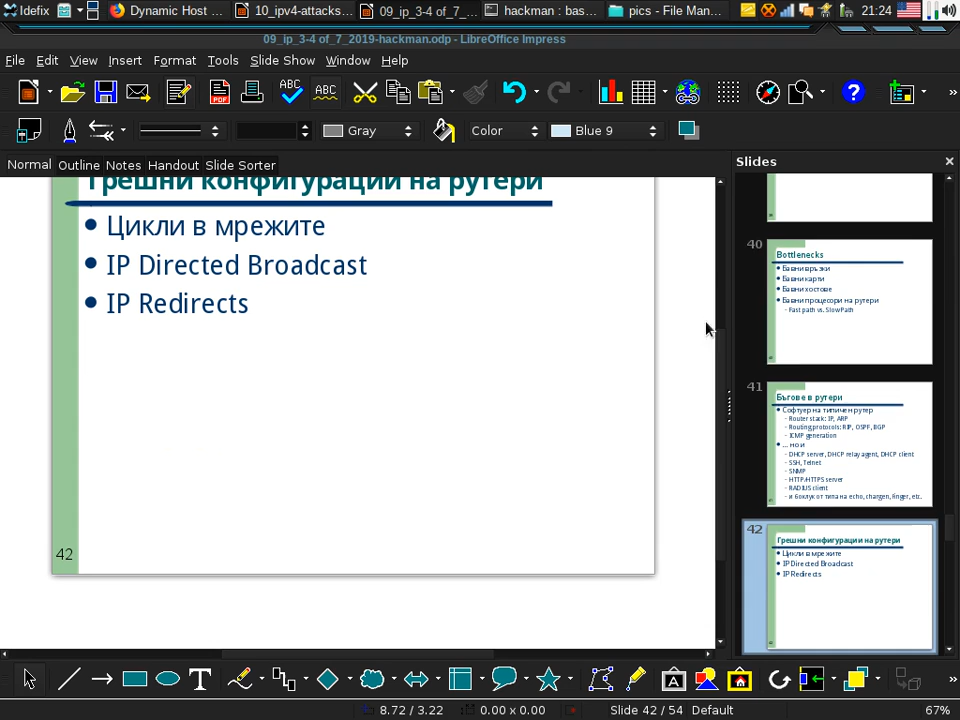 Idefix
Dynamic Host ...
10_ipv4-attacks...
09_ip_3-4 of_7_...
hackman : bas...
pics - File Man...
21:24
09_ip_3-4 of_7_2019-hackman.odp - LibreOffice Impress
File Edit View Insert Format Tools Slide Show Window Help
PDF ABC ABC
Gray Color Blue 9
Normal Outline Notes Handout Slide Sorter
Slides
Грешни конфигурации на рутери
Цикли в мрежите
IP Directed Broadcast
IP Redirects
42
40
Bottlenecks
Бавни връзки
Бавни карти
Бавни хостове
Бавни процесори на рутери
- Fast path vs. Slow Path
41
Бъгове в рутери
Софтуер на типичен рутер
- Router stack: IP, ARP
- Routing protocols: RIP, OSPF, BGP
- ICMP generation
... но и
- DHCP server, DHCP relay agent, DHCP client
- SSH, Telnet
- SNMP
- HTTP/HTTPS server
- RADIUS client
- и боклук от типа на echo, chargen, finger, etc.
42
Грешни конфигурации на рутери
Цикли в мрежите
IP Directed Broadcast
IP Redirects
8.72 / 3.22 0.00 x 0.00 Slide 42 / 54 Default 67%